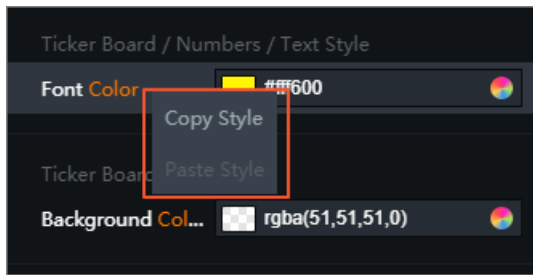 Ticker Board / Numbers / Text Style
Font Color #fff600
Copy Style
Ticker Board
Paste Style
Background Col... rgba(51,51,51,0)